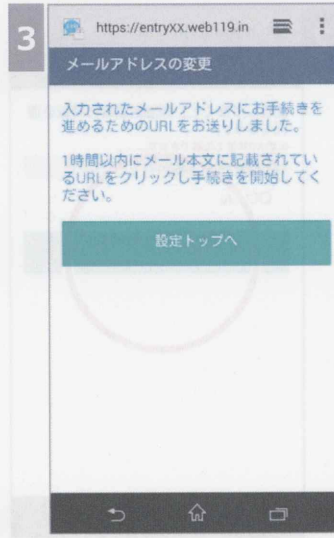 3
https://entryXX.web119.in
メールアドレスの変更
入力されたメールアドレスにお手続きを
進めるためのURLをお送りしました。
1時間以内にメール本文に記載されてい
るURLをクリックし手続きを開始してく
ださい。
設定トップへ